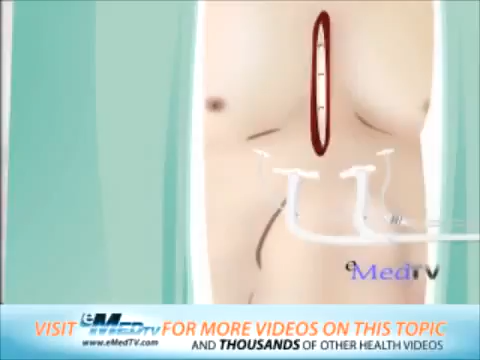 eMedTV
VISIT eMEDTV FOR MORE VIDEOS ON THIS TOPIC
www.eMedTV.com AND THOUSANDS OF OTHER HEALTH VIDEOS